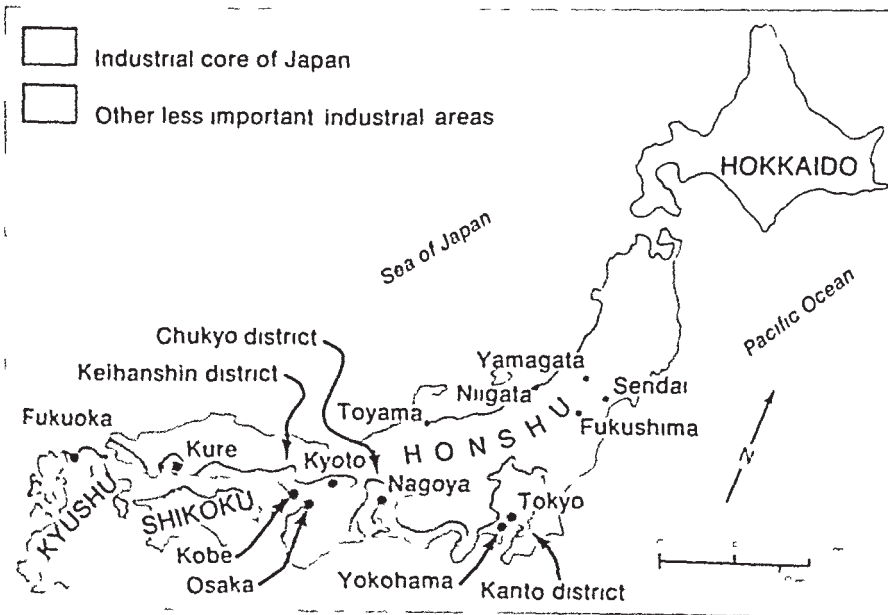 Industrial core of Japan
Other less important industrial areas
HOKKAIDO
Sea of Japan
Pacific Ocean
Chukyo district
Keihanshin district
Yamagata
Niigata
Sendai
Toyama
Fukuoka
Fukushima
HONSHU
Kure
Kyoto
Nagoya
N
Tokyo
KYUSHU
SHIKOKU
Kobe
Osaka
Yokohama
Kanto district